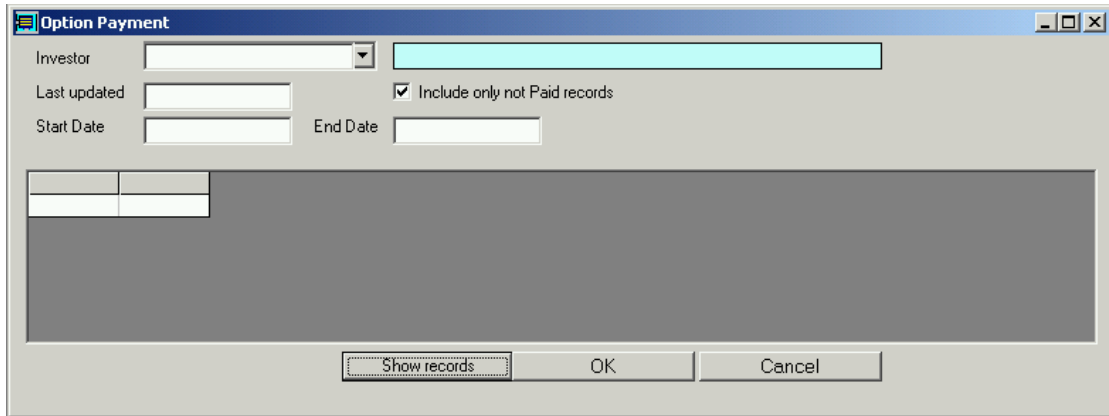 Option Payment
Investor
Last updated
Include only not Paid records
Start Date
End Date
Show records
OK
Cancel